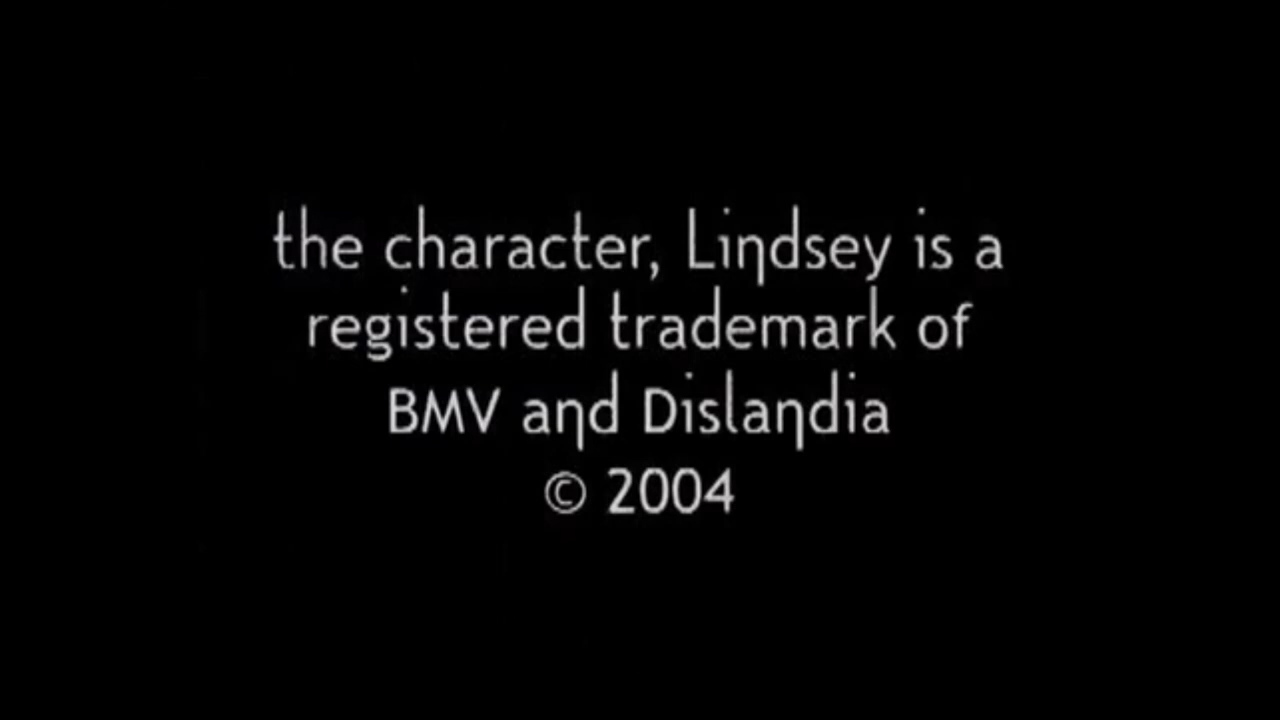 the character, Lindsey is a
registered trademark of
BMV and Dislandia
© 2004